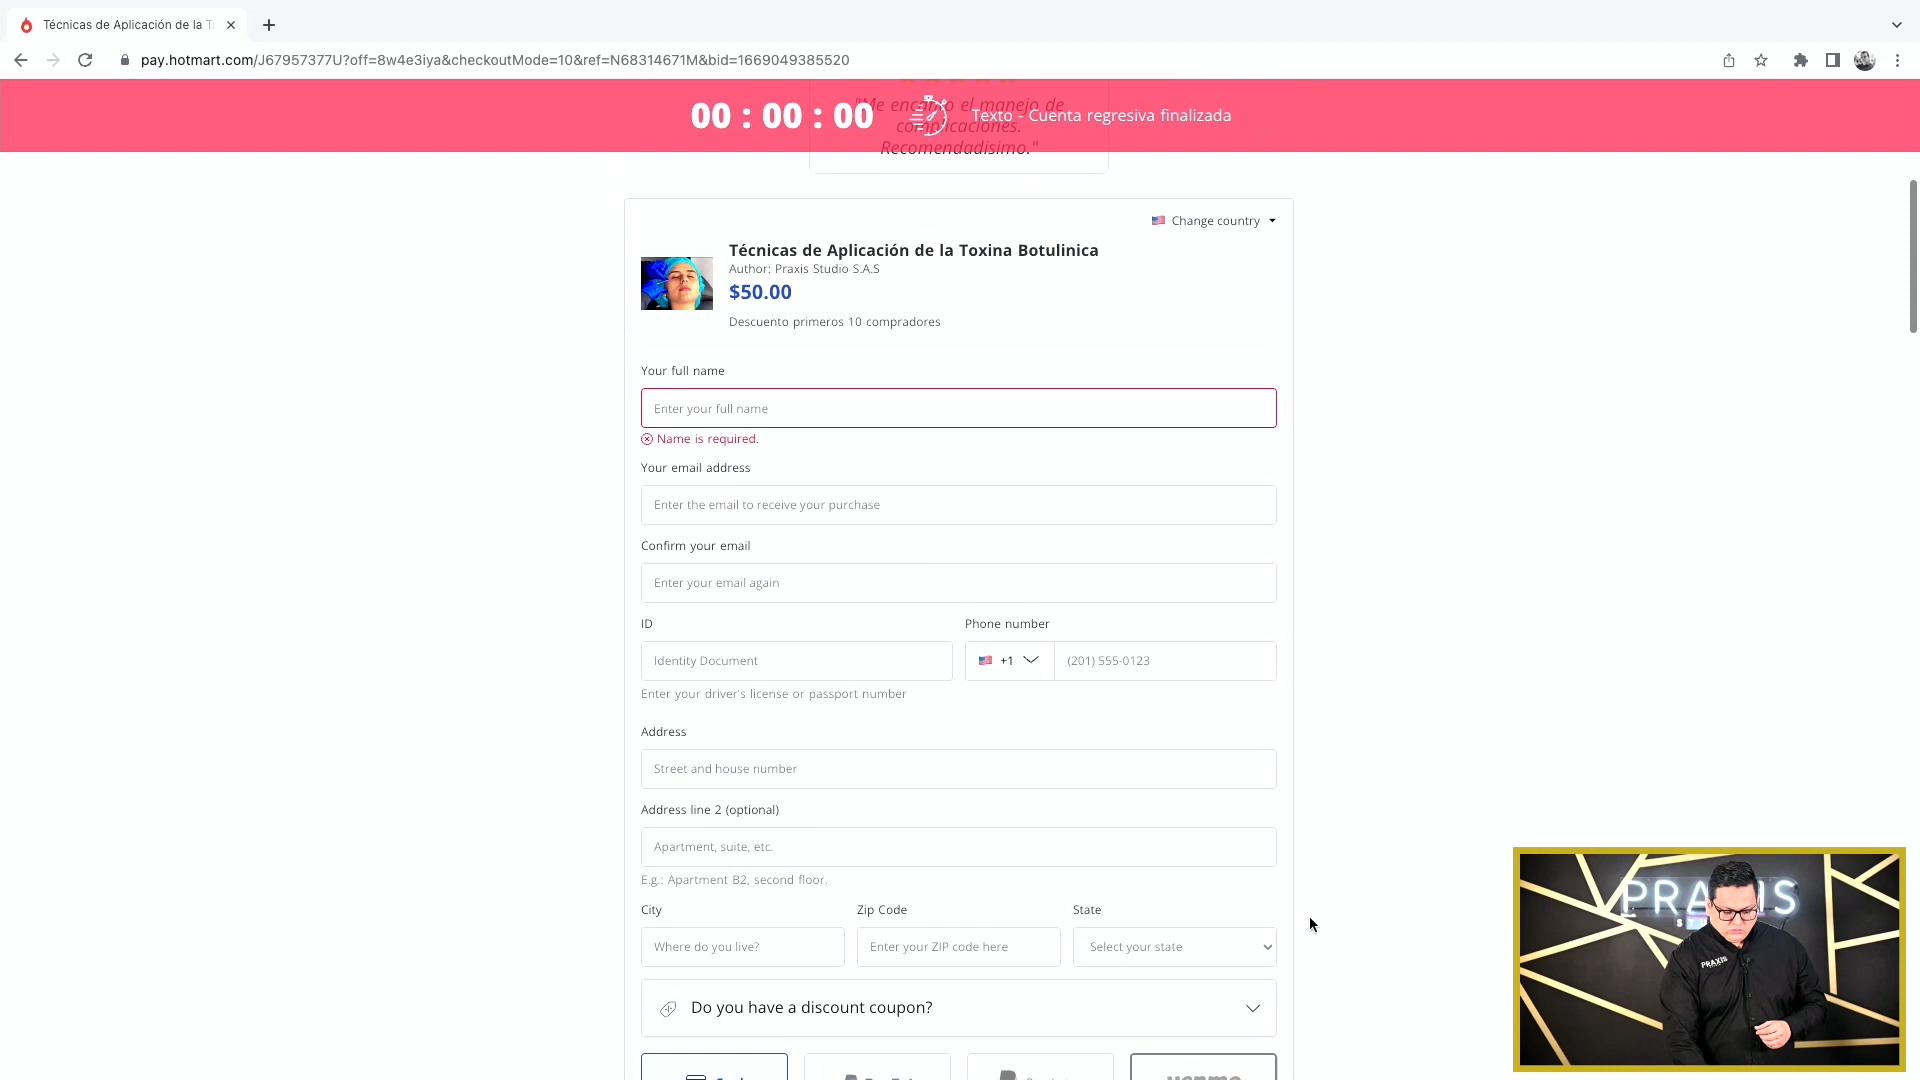 Técnicas de Aplicación de la T
pay.hotmart.com/J67957377U?off=8w4e3iya&checkoutMode=10&ref=N68314671M&bid=1669049385520
"Me encanto el manejo de
complicaciones.
Recomendadisimo."
00 : 00 : 00 Texto - Cuenta regresiva finalizada
Change country
Técnicas de Aplicación de la Toxina Botulinica
Author: Praxis Studio S.A.S
$50.00
Descuento primeros 10 compradores
Your full name
Enter your full name
Name is required.
Your email address
Enter the email to receive your purchase
Confirm your email
Enter your email again
ID Phone number
Identity Document +1 (201) 555-0123
Enter your driver's license or passport number
Address
Street and house number
Address line 2 (optional)
Apartment, suite, etc.
E.g.: Apartment B2, second floor.
City Zip Code State
Where do you live? Enter your ZIP code here Select your state
Do you have a discount coupon?
PRAXIS